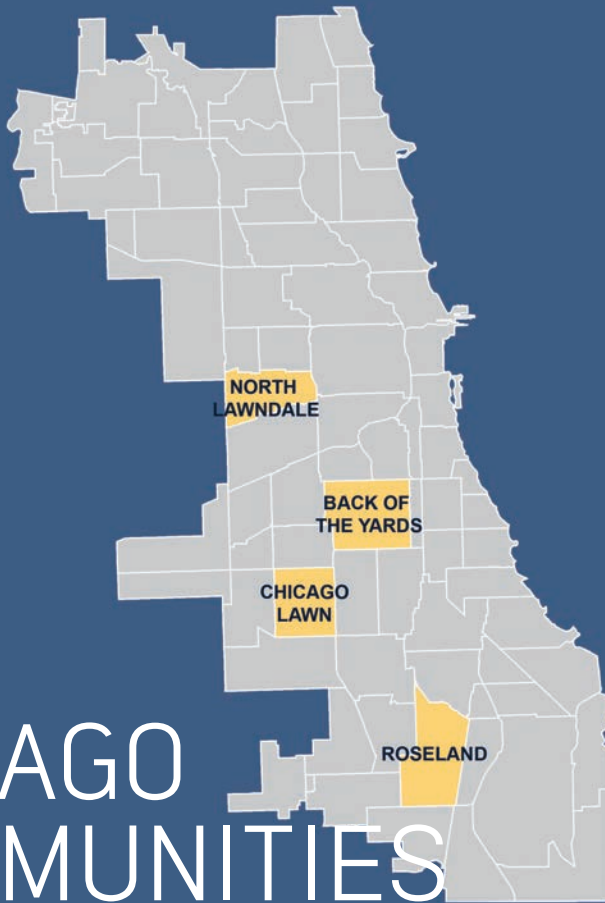 NORTH
LAWNDALE
BACK OF
THE YARDS
CHICAGO
LAWN
ROSELAND
AGO
MUNITIES